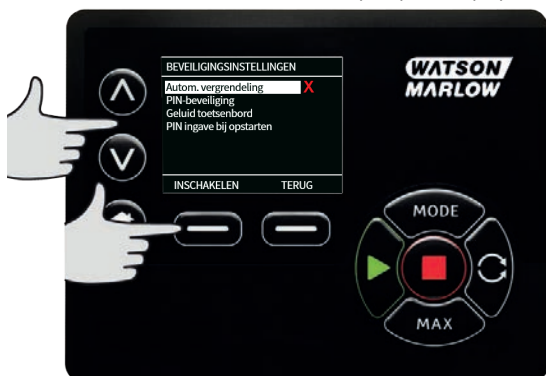 BEVEILIGINGSINSTELLINGEN
Autom. vergrendeling X
PIN-beveiliging
Geluid toetsenbord
PIN ingave bij opstarten
INSCHAKELEN TERUG
WATSON
MARLOW
MODE
MAX